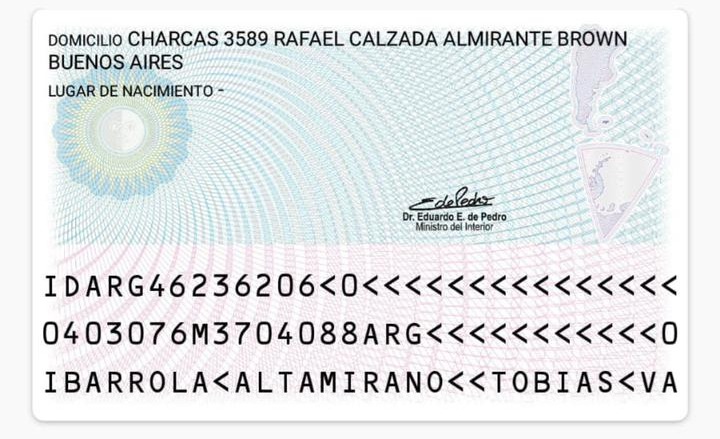 DOMICILIO CHARCAS 3589 RAFAEL CALZADA ALMIRANTE BROWN
BUENOS AIRES
LUGAR DE NACIMIENTO -
Dr. Eduardo E. de Pedro
Ministro del Interior
IDARG46236206<0<<<<<<<<<<<<<<<
0403076M3704088ARG<<<<<<<<<<<0
IBARROLA<ALTAMIRANO<<TOBIAS<VA